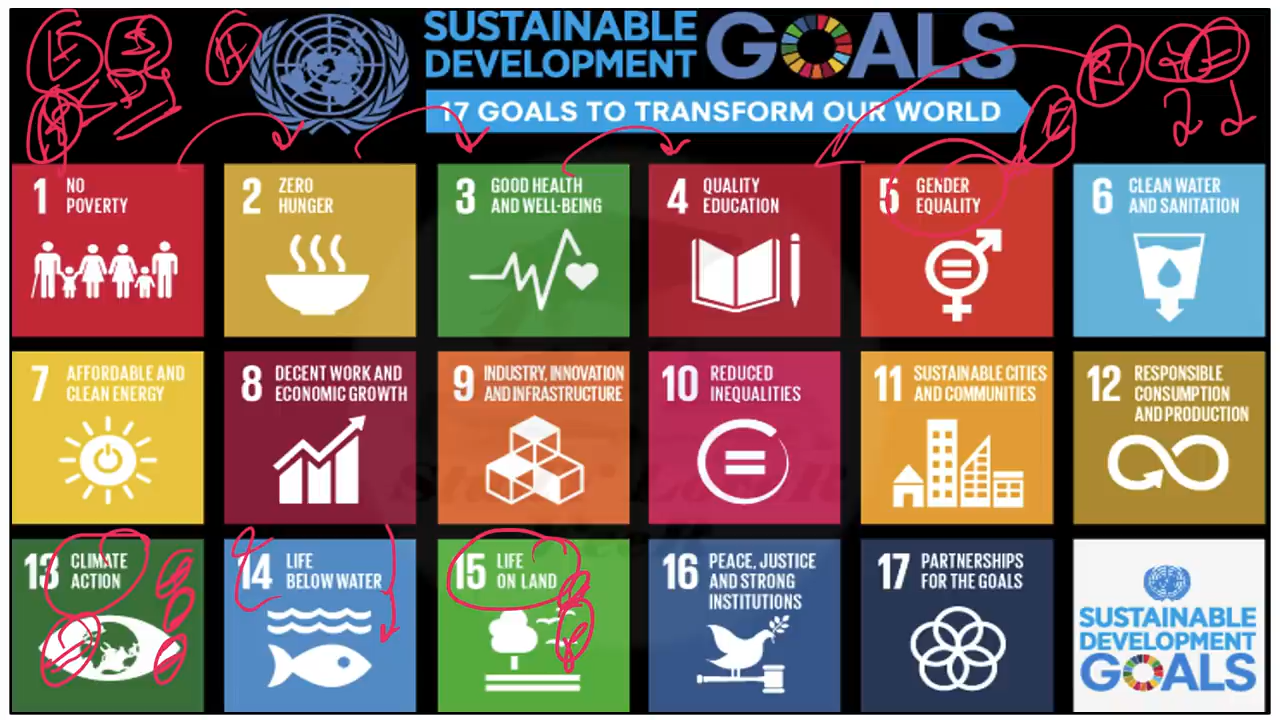 SUSTAINABLE
DEVELOPMENT
GOALS
17 GOALS TO TRANSFORM OUR WORLD
1 NO
POVERTY
2 ZERO
HUNGER
3 GOOD HEALTH
AND WELL-BEING
4 QUALITY
EDUCATION
5 GENDER
EQUALITY
6 CLEAN WATER
AND SANITATION
7 AFFORDABLE AND
CLEAN ENERGY
8 DECENT WORK AND
ECONOMIC GROWTH
9 INDUSTRY, INNOVATION
AND INFRASTRUCTURE
10 REDUCED
INEQUALITIES
11 SUSTAINABLE CITIES
AND COMMUNITIES
12 RESPONSIBLE
CONSUMPTION
AND PRODUCTION
13 CLIMATE
ACTION
14 LIFE
BELOW WATER
15 LIFE
ON LAND
16 PEACE, JUSTICE
AND STRONG
INSTITUTIONS
17 PARTNERSHIPS
FOR THE GOALS
SUSTAINABLE
DEVELOPMENT
GOALS